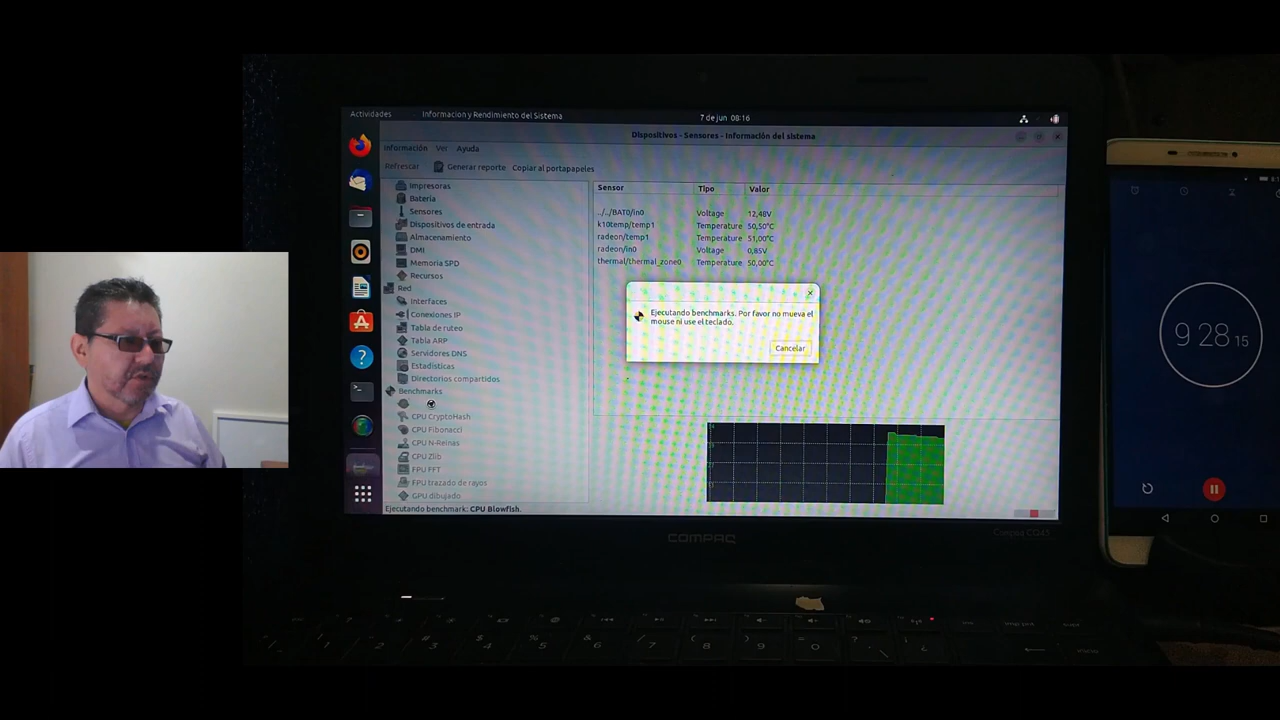 Actividades
Informacion y Rendimiento del Sistema
7 de jun 08:16
Dispositivos - Sensores - Información del sistema
Información Ver Ayuda
Refrescar Generar reporte Copiar al portapapeles
Impresoras
Batería
Sensores
Dispositivos de entrada
Almacenamiento
DMI
Memoria SPD
Recursos
Red
Interfaces
Conexiones IP
Tabla de ruteo
Tabla ARP
Servidores DNS
Estadísticas
Directorios compartidos
Benchmarks
CPU CryptoHash
CPU Fibonacci
CPU N-Reinas
CPU Zlib
FPU FFT
FPU trazado de rayos
GPU dibujado
Ejecutando benchmark: CPU Blowfish.
Sensor Tipo Valor
../../BAT0/in0 Voltage 12,48V
k10temp/temp1 Temperature 50,50°C
radeon/temp1 Temperature 51,00°C
radeon/in0 Voltage 0,85V
thermal/thermal_zone0 Temperature 50,00°C
Ejecutando benchmarks. Por favor no mueva el
mouse ni use el teclado.
Cancelar
COMPAQ
Compaq CQ45
9 28 15